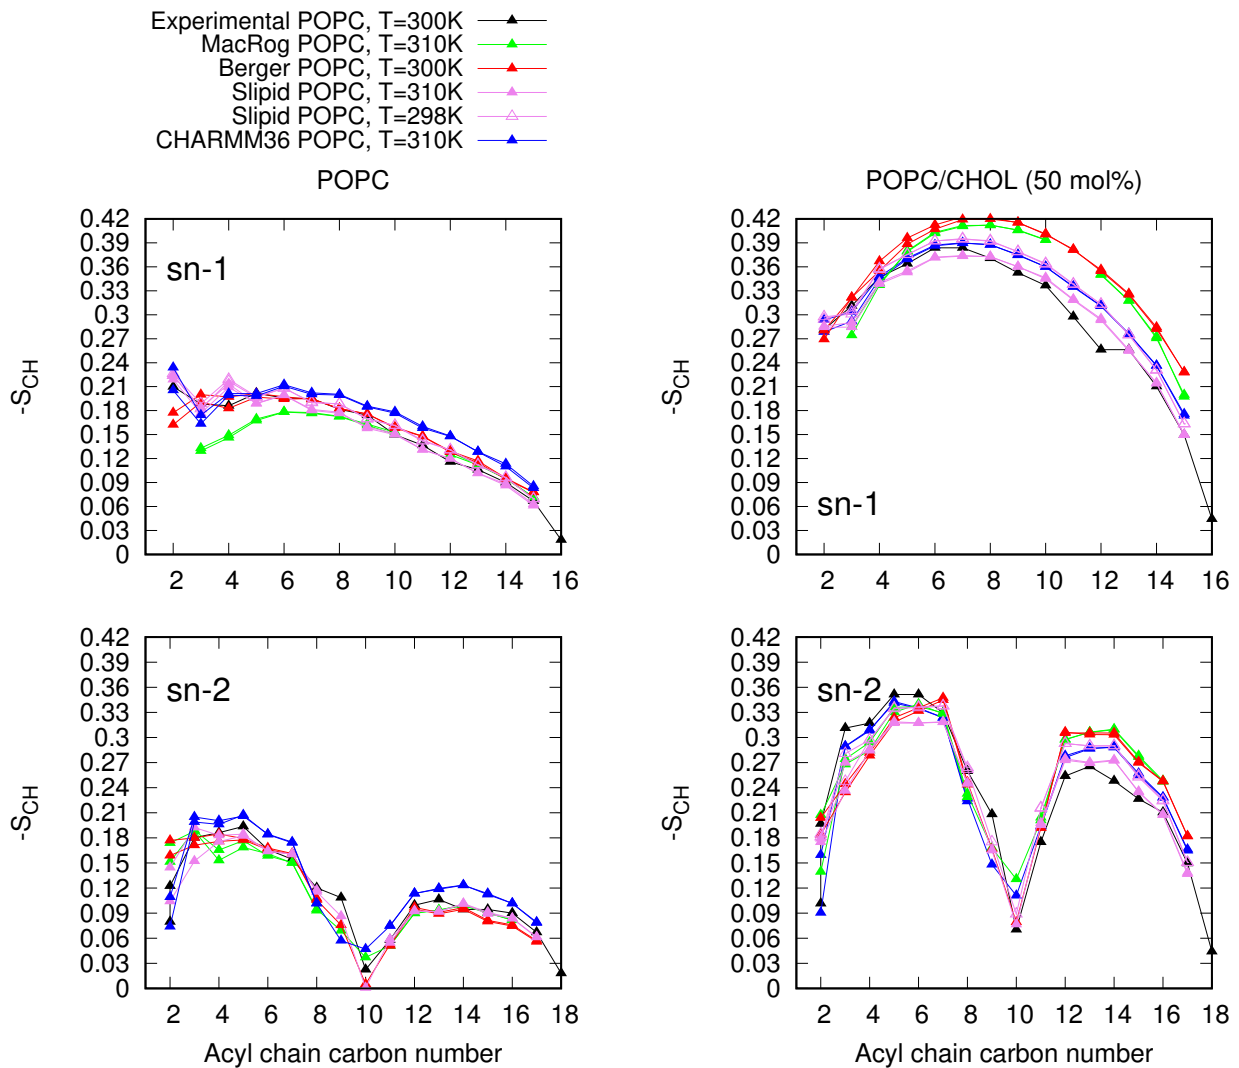 Experimental POPC, T=300K
MacRog POPC, T=310K
Berger POPC, T=300K
Slipid POPC, T=310K
Slipid POPC, T=298K
CHARMM36 POPC, T=310K
POPC
0.42
0.39
0.36
0.33
0.3
0.27
0.24
0.21
0.18
0.15
0.12
0.09
0.06
0.03
0
-SCH
sn-1
2 4 6 8 10 12 14 16
POPC/CHOL (50 mol%)
0.42
0.39
0.36
0.33
0.3
0.27
0.24
0.21
0.18
0.15
0.12
0.09
0.06
0.03
0
-SCH
sn-1
2 4 6 8 10 12 14 16
0.42
0.39
0.36
0.33
0.3
0.27
0.24
0.21
0.18
0.15
0.12
0.09
0.06
0.03
0
-SCH
sn-2
2 4 6 8 10 12 14 16 18
Acyl chain carbon number
0.42
0.39
0.36
0.33
0.3
0.27
0.24
0.21
0.18
0.15
0.12
0.09
0.06
0.03
0
-SCH
sn-2
2 4 6 8 10 12 14 16 18
Acyl chain carbon number